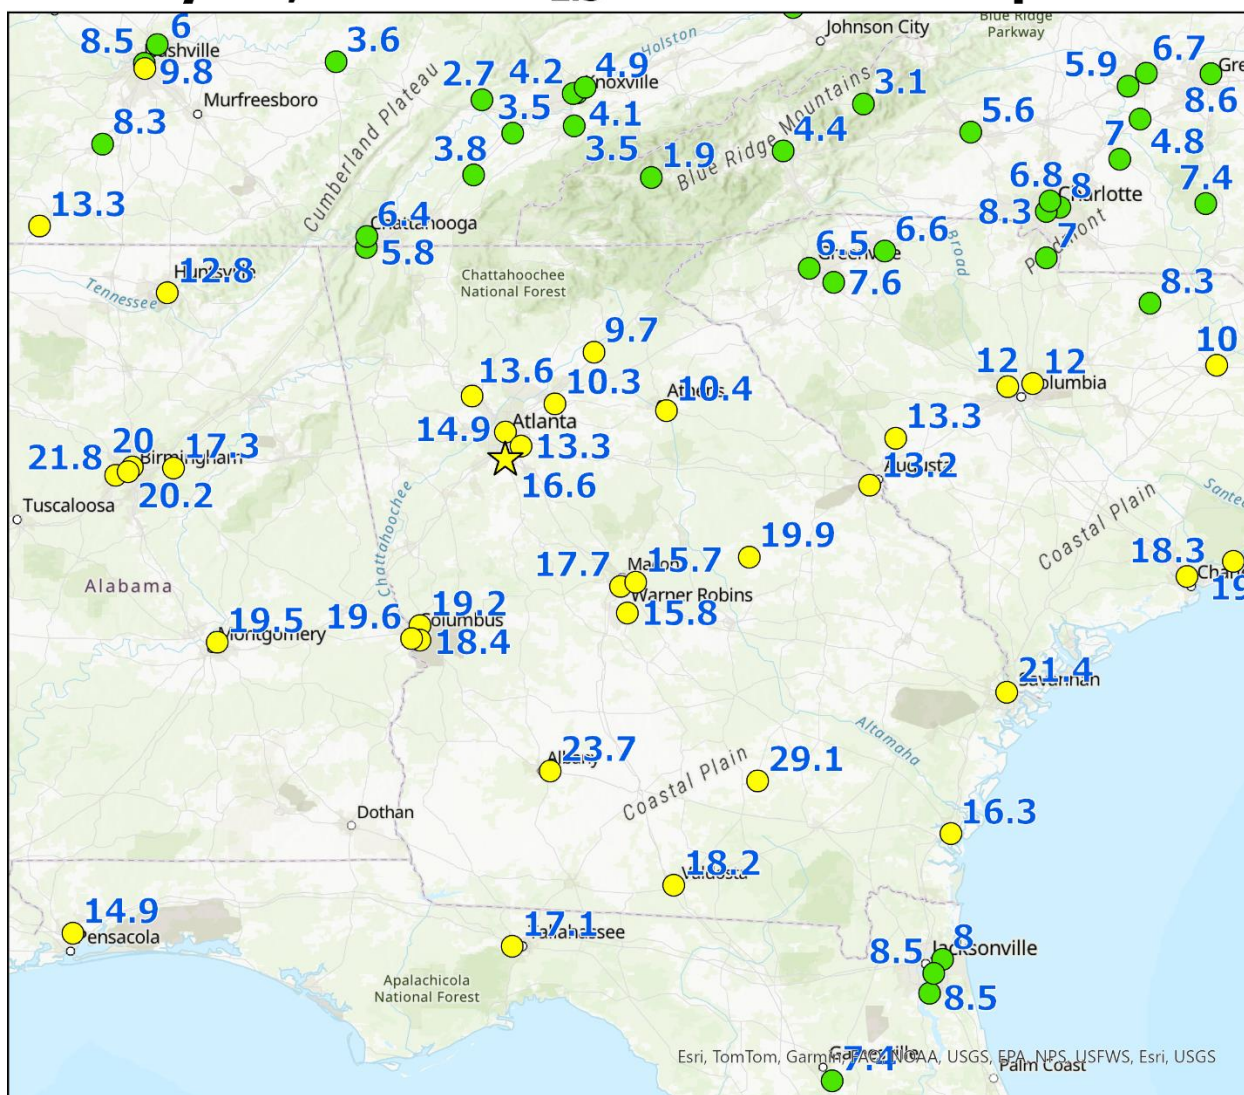 Johnson City
Blue Ridge
Parkway
Holston
6
8.5
Nashville
9.8
3.6
Murfreesboro
8.3
Cumberland Plateau
2.7
4.2
4.9
Knoxville
4.1
3.5
3.5
3.8
1.9
Blue Ridge Mountains
3.1
4.4
5.6
5.9
6.7
Gre
8.6
4.8
7
7.4
6.8
8
Charlotte
8.3
7
Piedmont
13.3
6.4
Chattanooga
5.8
12.8
Huntsville
Tennessee
Chattahoochee
National Forest
6.5
6.6
Greenville
7.6
Broad
8.3
10
9.7
13.6
10.3
10.4
Athens
12
12
Columbia
14.9
Atlanta
13.3
16.6
13.3
13.2
Augusta
21.8
20
17.3
Birmingham
20.2
Tuscaloosa
Alabama
Chattahoochee
Coastal Plain
Santee
18.3
Char
19
19.9
17.7
15.7
Macon
Warner Robins
15.8
19.5
Montgomery
19.6
19.2
Columbus
18.4
21.4
Savannah
Altamaha
23.7
Albany
29.1
Coastal Plain
Dothan
16.3
18.2
Valdosta
14.9
Pensacola
17.1
Tallahassee
8.5
8
Jacksonville
8.5
Apalachicola
National Forest
Gainesville
7.4
Esri, TomTom, Garmin, FAO, NOAA, USGS, EPA, NPS, USFWS, Esri, USGS
Palm Coast